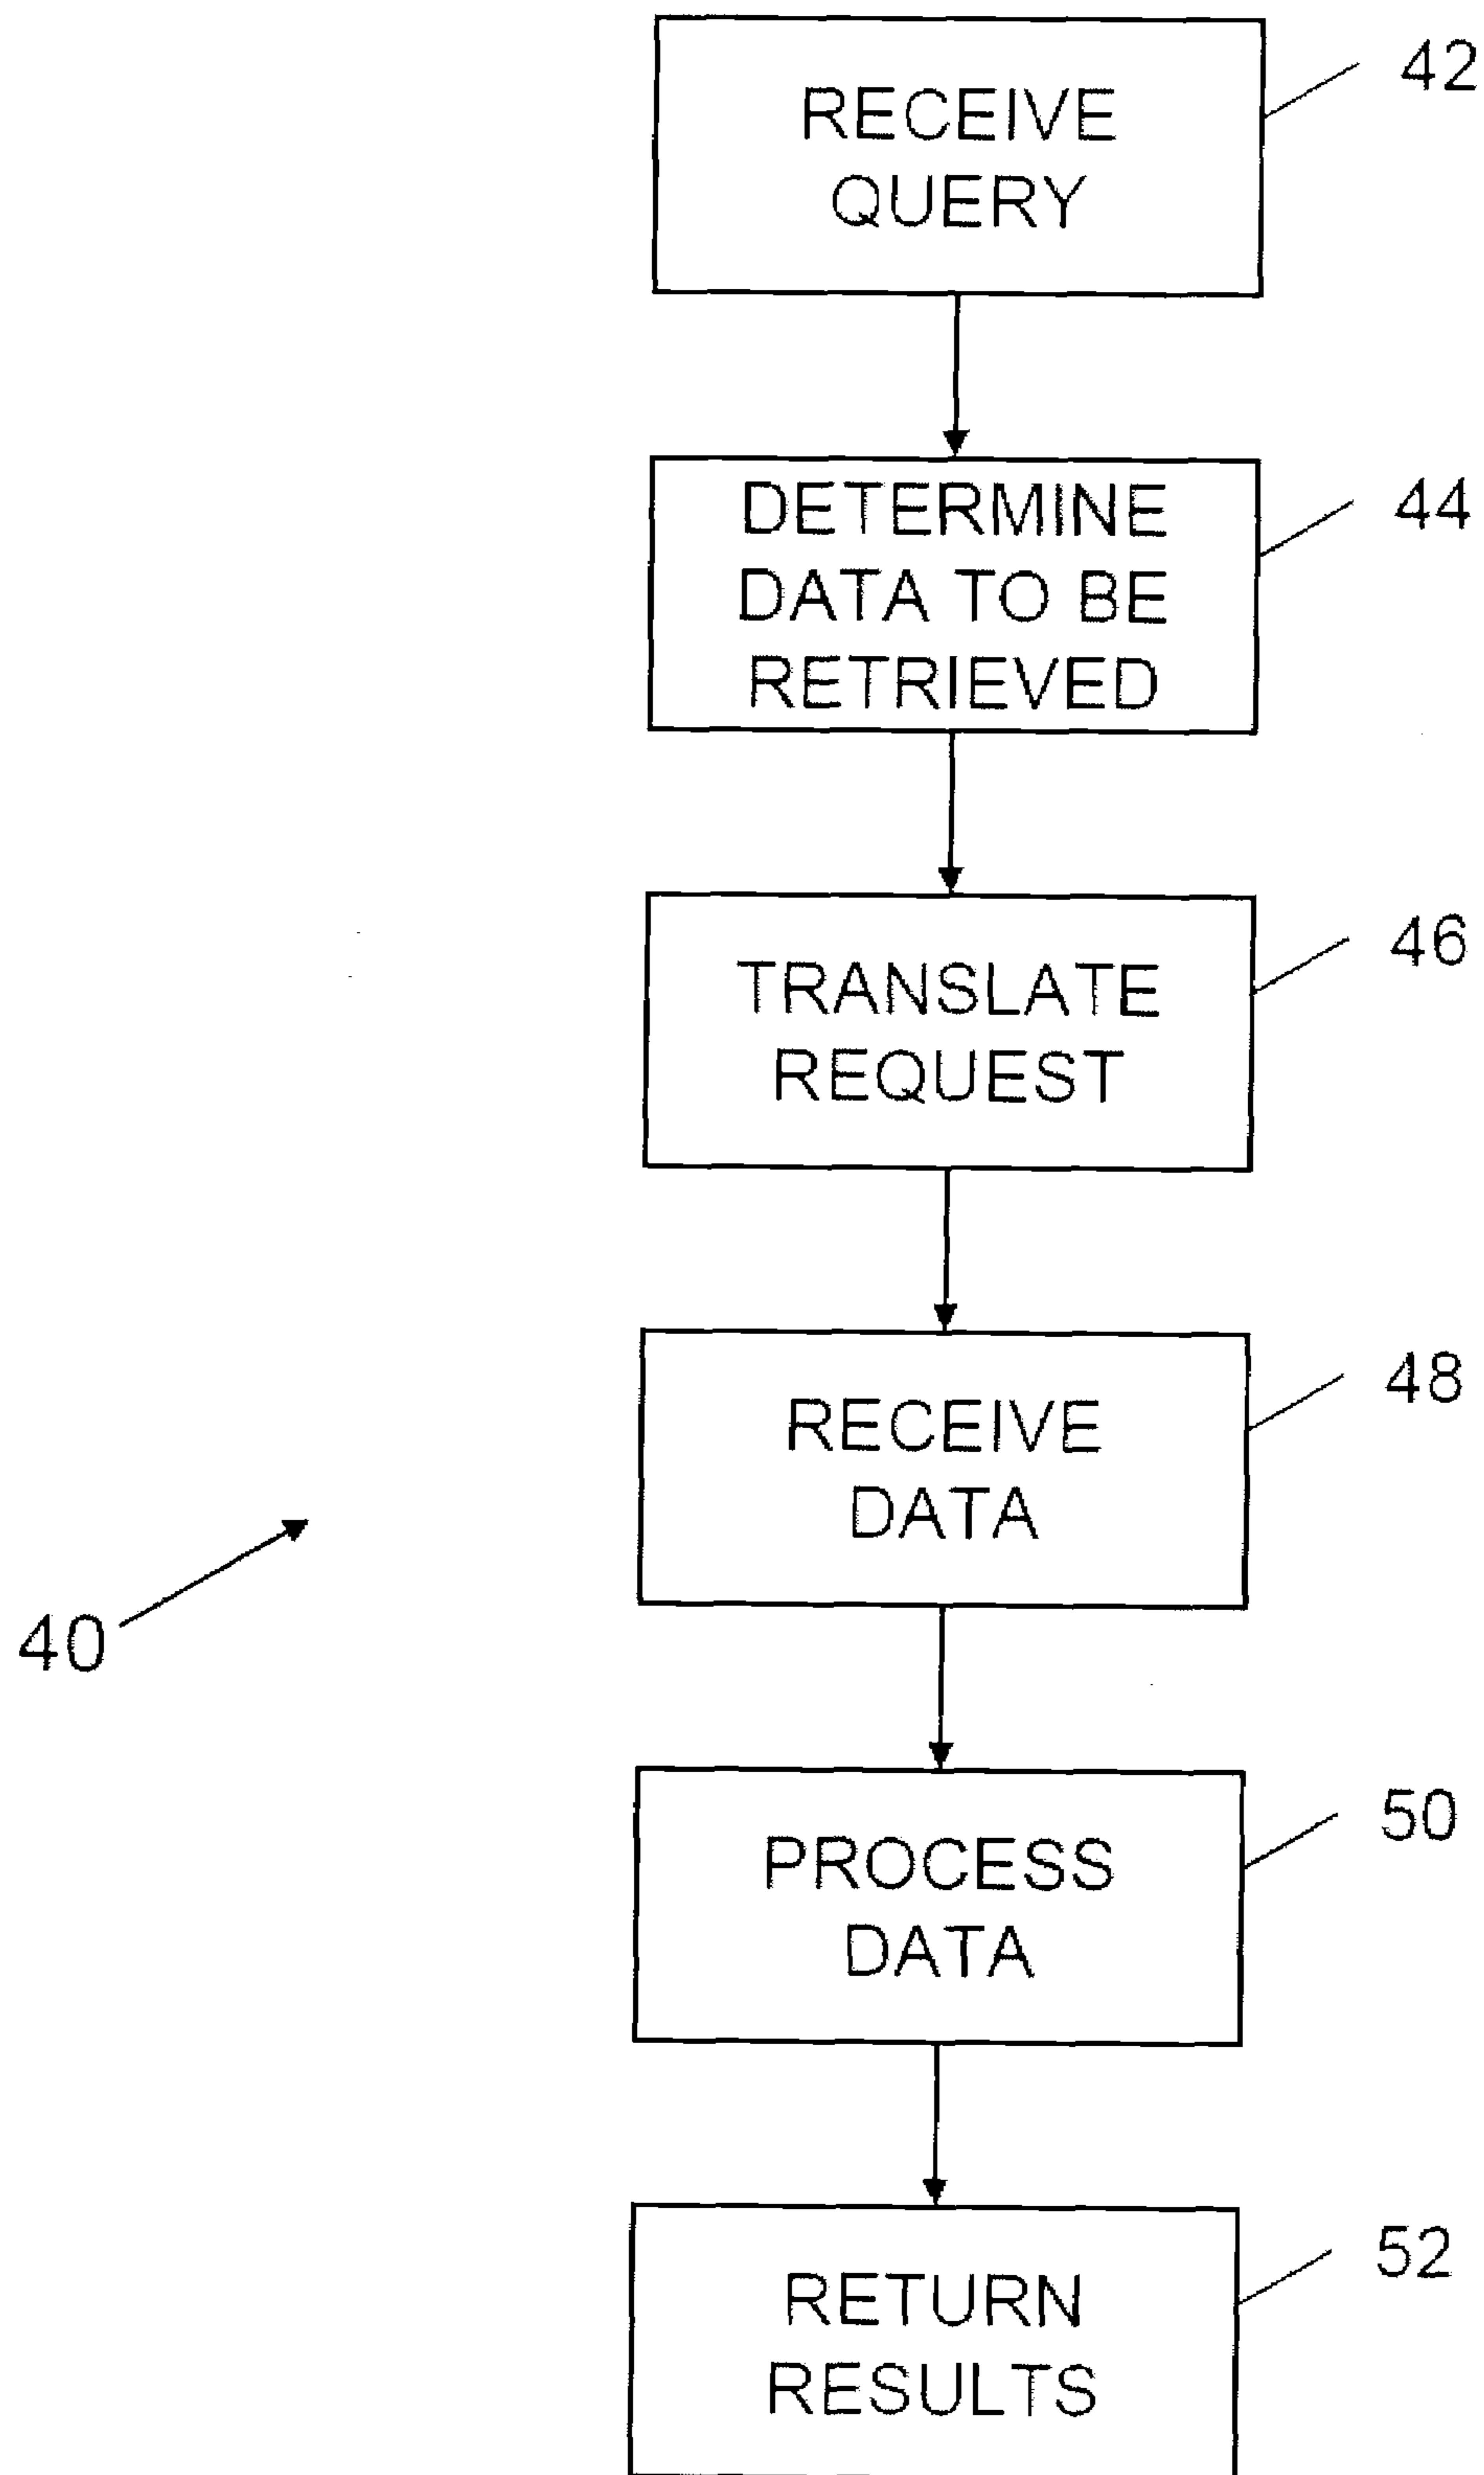 RECEIVE
QUERY
42
DETERMINE
DATA TO BE
RETRIEVED
44
TRANSLATE
REQUEST
46
RECEIVE
DATA
48
40
PROCESS
DATA
50
RETURN
RESULTS
52